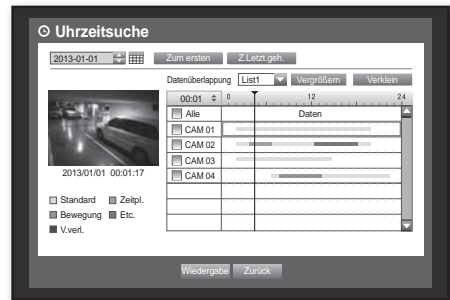 Uhrzeitsuche
2013-01-01 Zum ersten Z.Letzt.geh.
Datenüberlappung List1 Vergrößern Verklein
00:01 0 12 24
Alle Daten
CAM 01
CAM 02
CAM 03
CAM 04
2013/01/01 00:01:17
Standard Zeitpl.
Bewegung Etc.
V.verl.
Wiedergabe Zurück